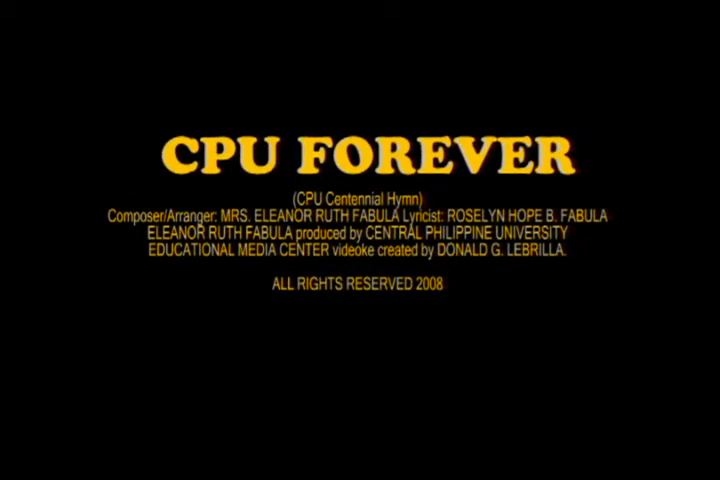 CPU FOREVER
(CPU Centennial Hymn)
Composer/Arranger: MRS. ELEANOR RUTH FABULA Lyricist: ROSELYN HOPE B. FABULA
ELEANOR RUTH FABULA produced by CENTRAL PHILIPPINE UNIVERSITY
EDUCATIONAL MEDIA CENTER videoke created by DONALD G. LEBRILLA.
ALL RIGHTS RESERVED 2008